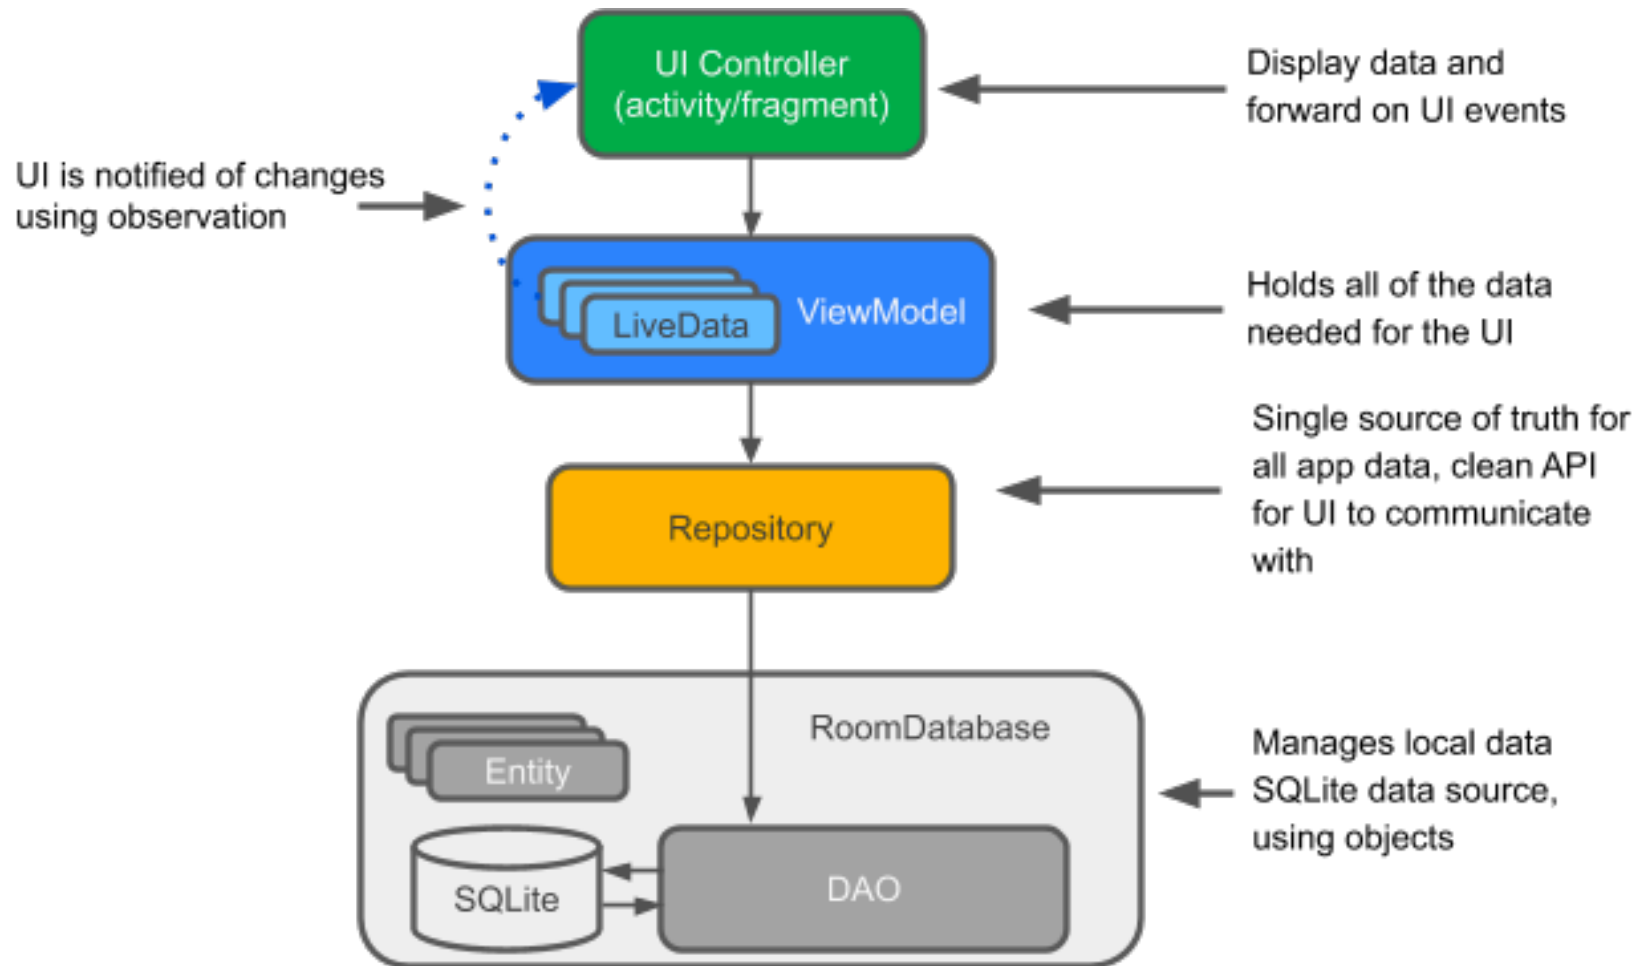 UI Controller
(activity/fragment)
Display data and
forward on UI events
UI is notified of changes
using observation
LiveData
ViewModel
Holds all of the data
needed for the UI
Repository
Single source of truth for
all app data, clean API
for UI to communicate
with
RoomDatabase
Entity
SQLite
DAO
Manages local data
SQLite data source,
using objects